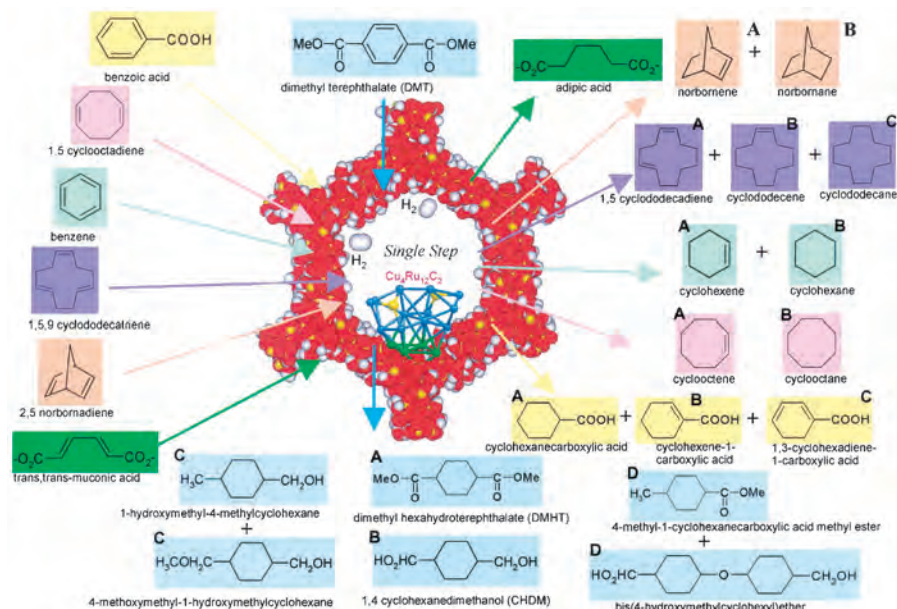 COOH
benzoic acid
MeO
OMe
O
O
dimethyl terephthalate (DMT)
-O₂C
CO₂-
adipic acid
A
+
B
norbornene
norbornane
1,5 cyclooctadiene
benzene
1,5,9 cyclododecatriene
2,5 norbornadiene
-O₂C
CO₂-
trans,trans-muconic acid
H₂
H₂
Single Step
Cu₄Ru₁₂C₂
A
+
B
+
C
1,5 cyclododecadiene
cyclododecene
cyclododecane
A
+
B
cyclohexene
cyclohexane
A
B
cyclooctene
cyclooctane
A
COOH
+
B
COOH
+
C
COOH
cyclohexanecarboxylic acid
cyclohexene-1-
carboxylic acid
1,3-cyclohexadiene-
1-carboxylic acid
C
H₃C
CH₂OH
1-hydroxymethyl-4-methylcyclohexane
+
C
H₃COH₂C
CH₂OH
4-methoxymethyl-1-hydroxymethylcyclohexane
A
MeO
OMe
O
O
dimethyl hexahydroterephthalate (DMHT)
B
HO₂HC
CH₂OH
1,4 cyclohexanedimethanol (CHDM)
D
H₃C
OMe
O
4-methyl-1-cyclohexanecarboxylic acid methyl ester
+
D
HO₂HC
O
CH₂OH
bis(4-hydroxymethylcyclohexyl)ether